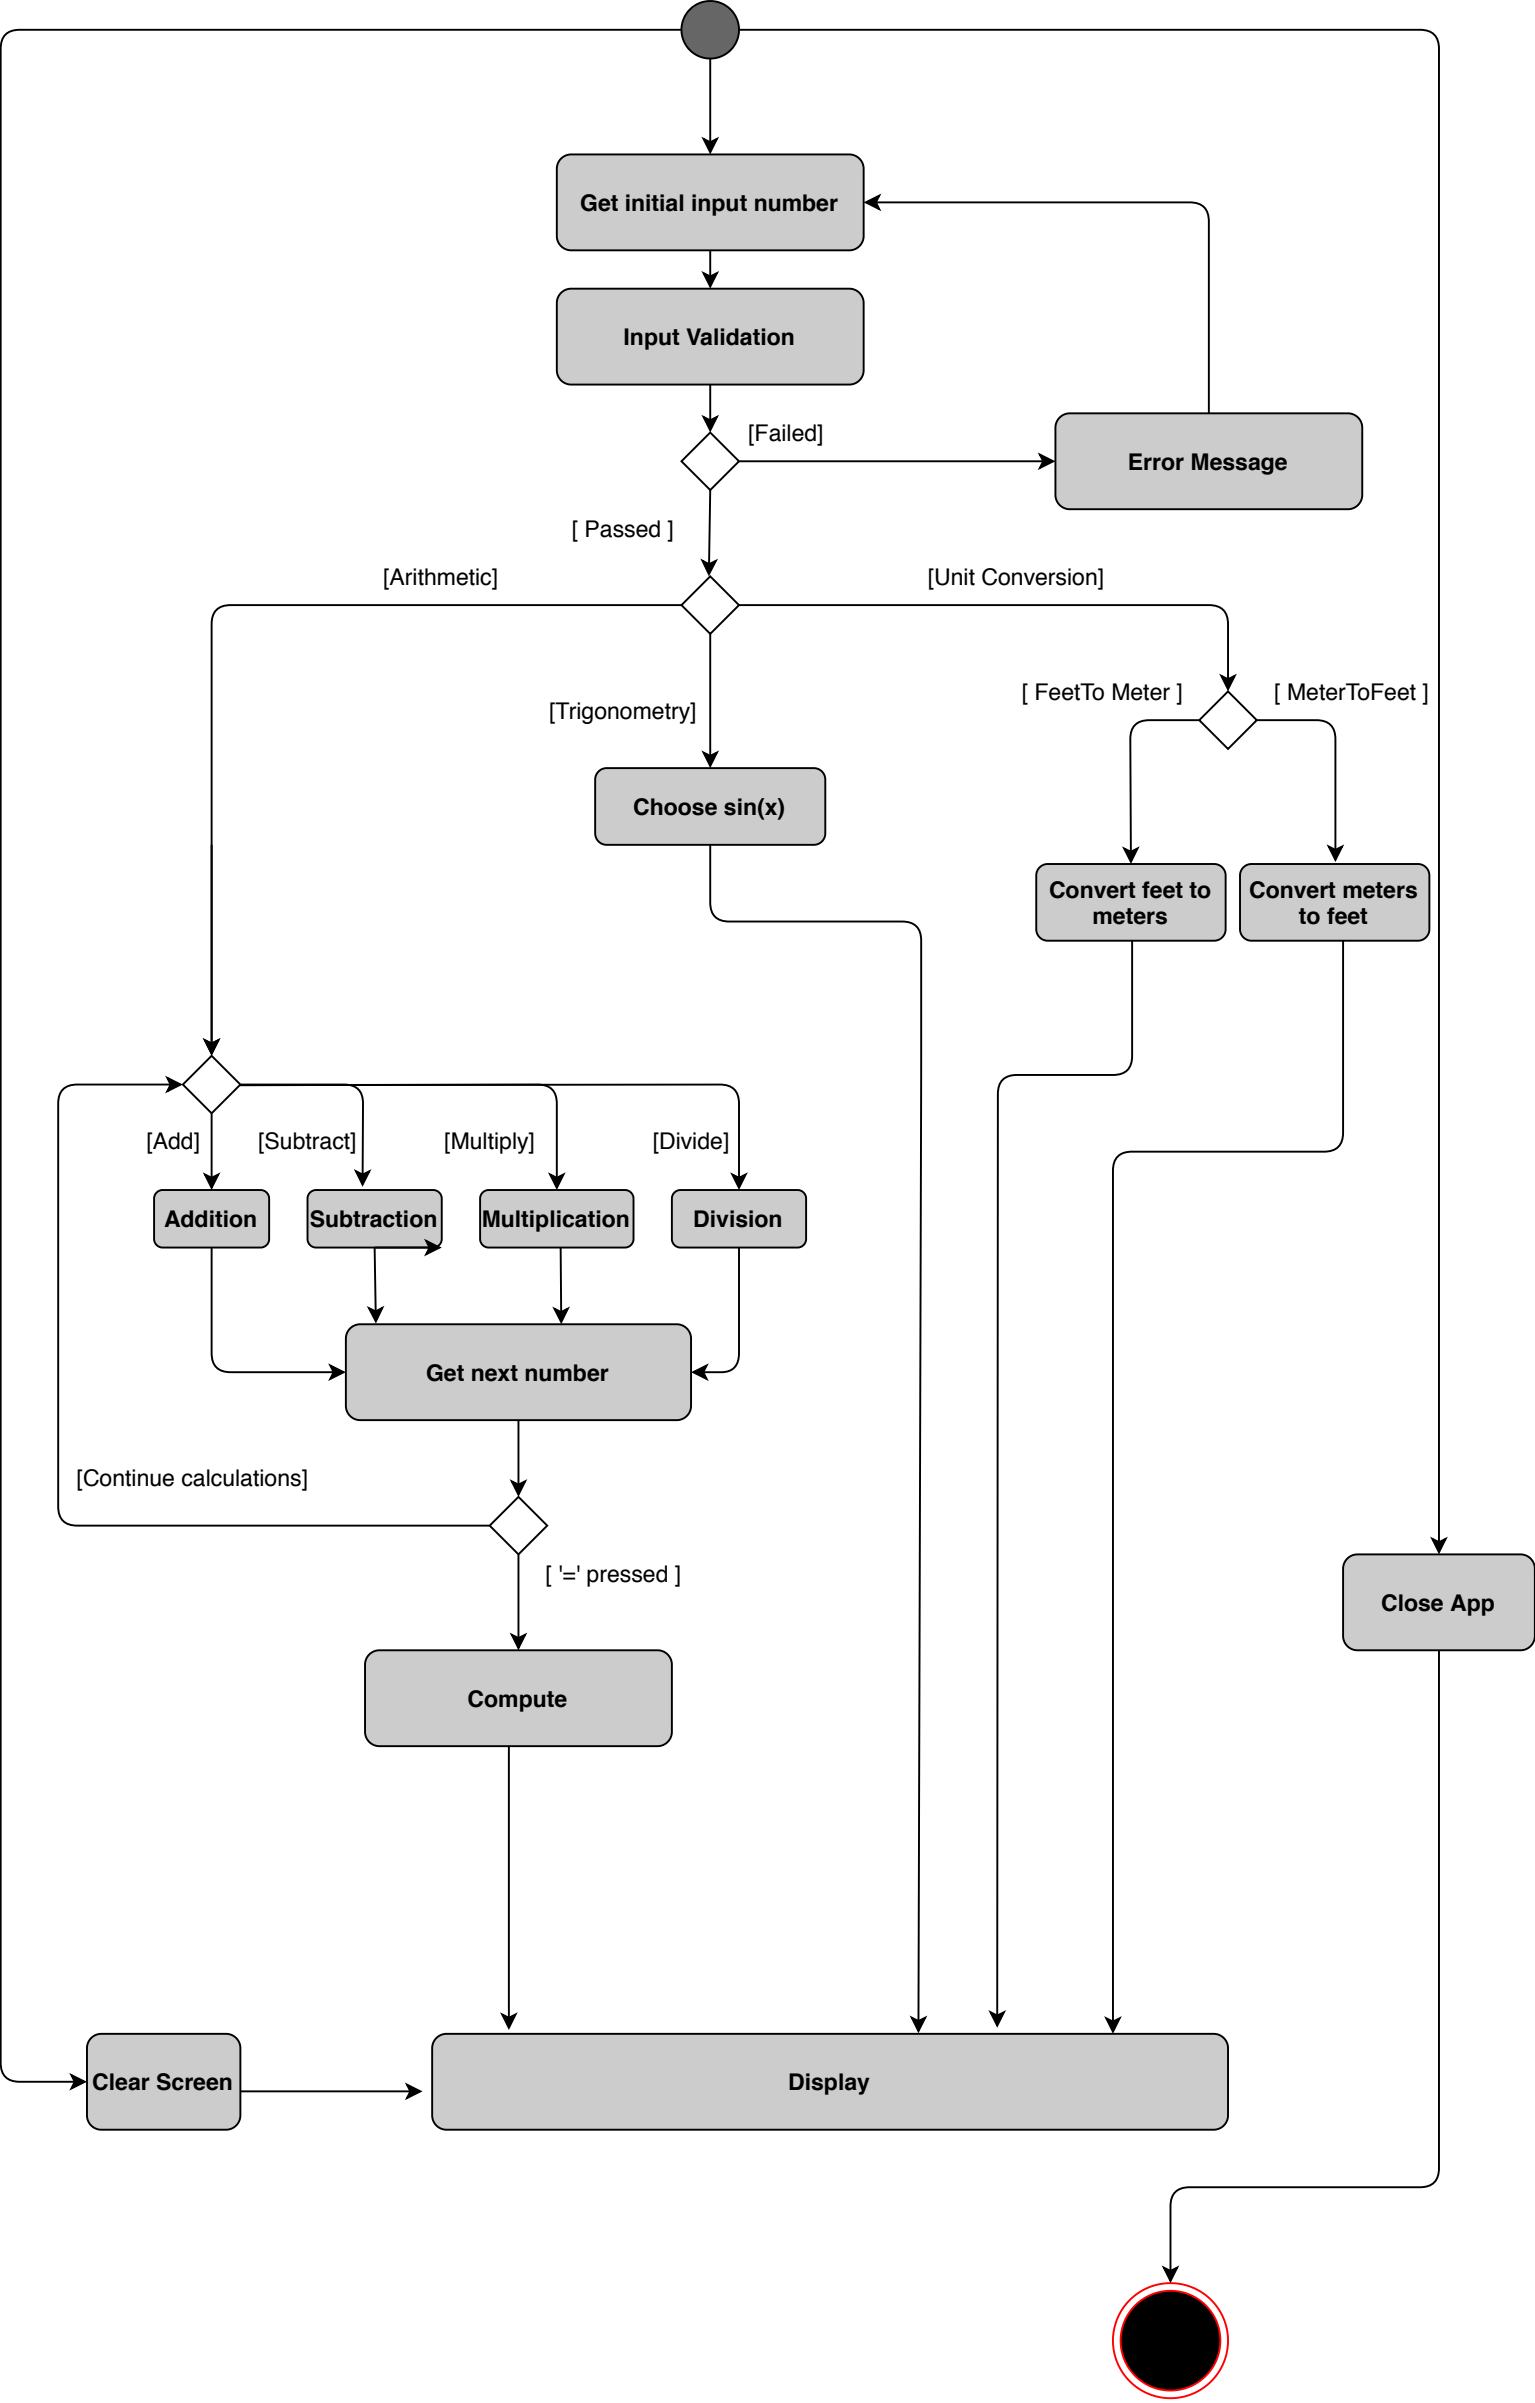 Get initial input number
Input Validation
[Failed]
Error Message
[ Passed ]
[Arithmetic]
[Unit Conversion]
[ FeetTo Meter ]
[ MeterToFeet ]
[Trigonometry]
Choose sin(x)
Convert feet to
meters
Convert meters
to feet
[Add]
[Subtract]
[Multiply]
[Divide]
Addition
Subtraction
Multiplication
Division
Get next number
[Continue calculations]
[ '=' pressed ]
Close App
Compute
Clear Screen
Display